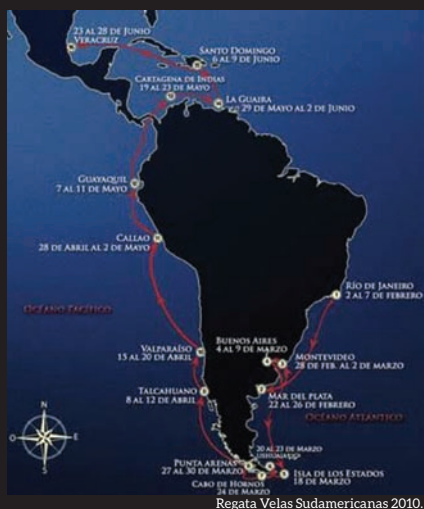 23 AL 28 DE JUNIO
VERACRUZ
SANTO DOMINGO
6 AL 9 DE JUNIO
CARTAGENA DE INDIAS
19 AL 23 DE MAYO
LA GUAIRA
29 DE MAYO AL 2 DE JUNIO
GUAYAQUIL
7 AL 11 DE MAYO
CALLAO
28 DE ABRIL AL 2 DE MAYO
RÍO DE JANEIRO
2 AL 7 DE FEBRERO
OCÉANO PACÍFICO
BUENOS AIRES
4 AL 9 DE MARZO
VALPARAÍSO
15 AL 20 DE ABRIL
MONTEVIDEO
28 DE FEB. AL 2 DE MARZO
TALCAHUANO
8 AL 12 DE ABRIL
MAR DEL PLATA
22 AL 26 DE FEBRERO
OCÉANO ATLÁNTICO
N
O
E
S
20 AL 23 DE MARZO
USHUAIA
PUNTA ARENAS
27 AL 30 DE MARZO
ISLA DE LOS ESTADOS
18 DE MARZO
CABO DE HORNOS
24 DE MARZO
Regata Velas Sudamericanas 2010.